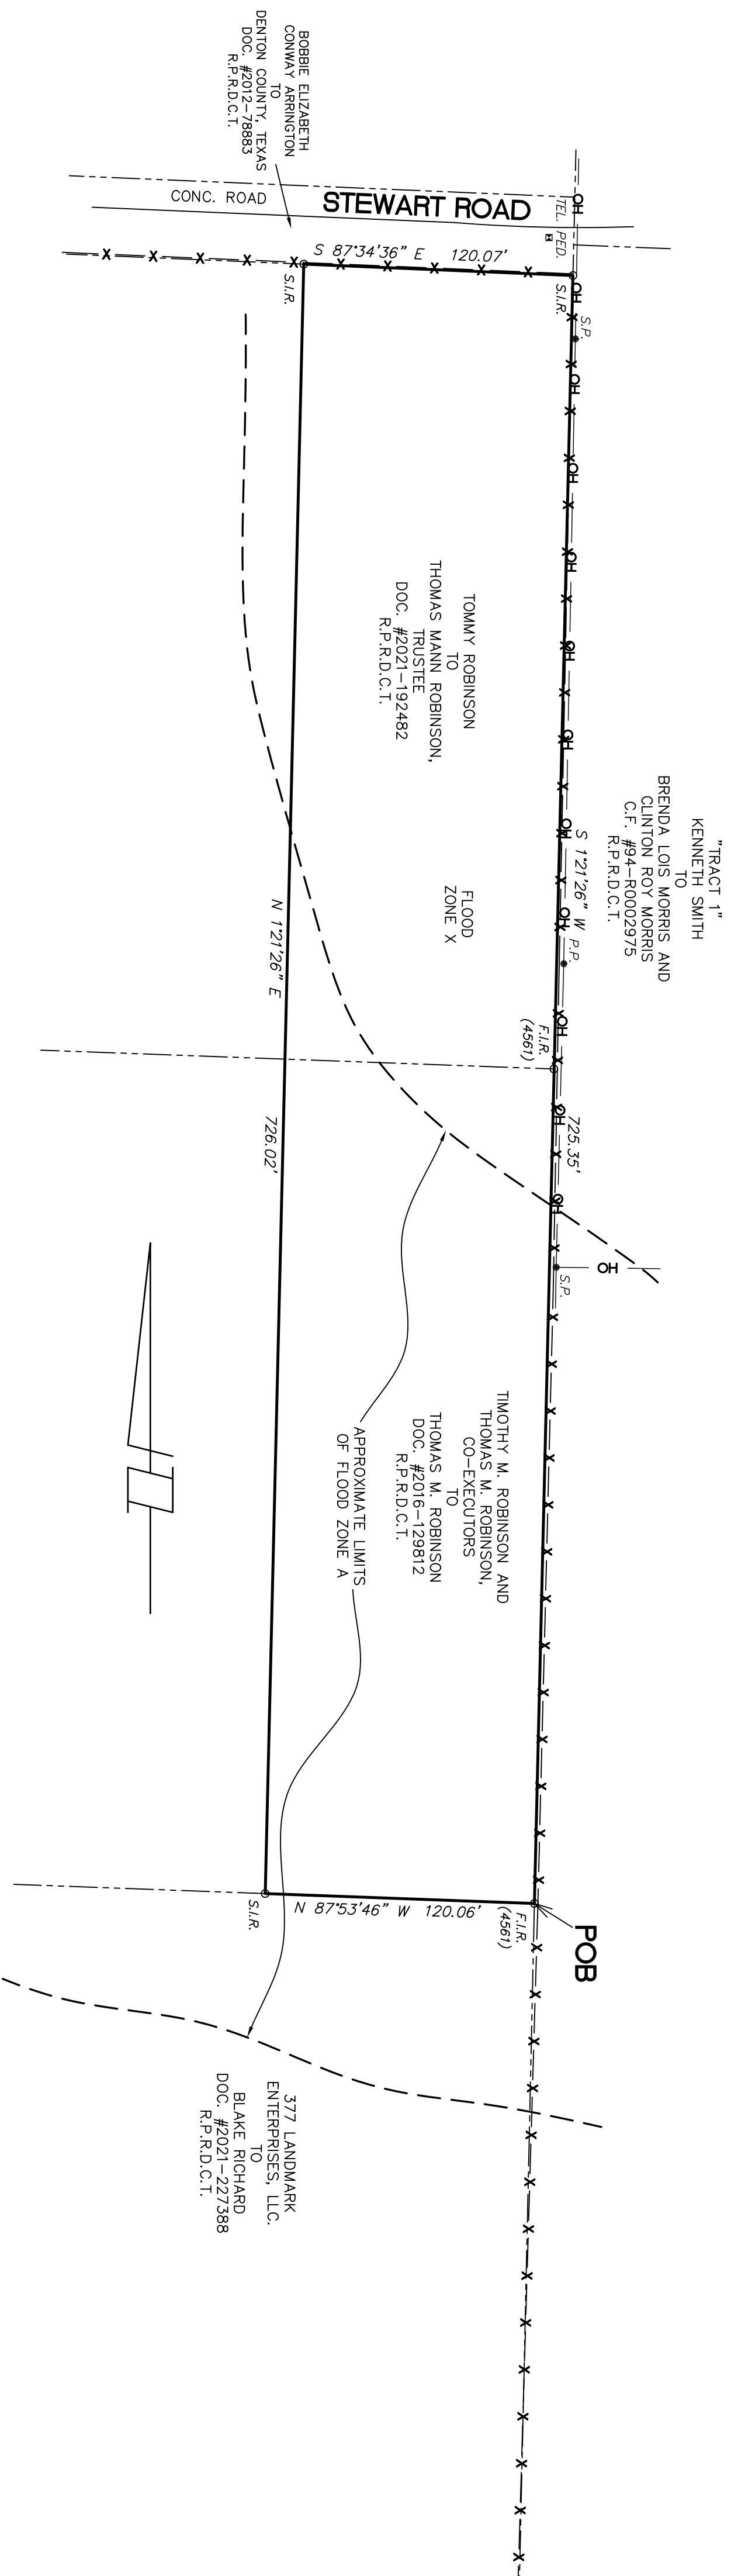 BOBBIE ELIZABETH
CONWAY ARRINGTON
TO
DENTON COUNTY, TEXAS
DOC. #2012-78883
R.P.R.D.C.T.
CONC. ROAD
STEWART ROAD
TEL. PED.
OH
S 87°34'36" E 120.07'
S.I.R.
S.I.R.
S.P.
"TRACT 1"
KENNETH SMITH
TO
BRENDA LOIS MORRIS AND
CLINTON ROY MORRIS
C.F. #94-R0002975
R.P.R.D.C.T.
TOMMY ROBINSON
TO
THOMAS MANN ROBINSON,
TRUSTEE
DOC. #2021-192482
R.P.R.D.C.T.
FLOOD
ZONE X
S 1°21'26" W 725.35'
P.P.
F.I.R.
(4561)
N 1°21'26" E 726.02'
OH
S.P.
TIMOTHY M. ROBINSON AND
THOMAS M. ROBINSON,
CO-EXECUTORS
TO
THOMAS M. ROBINSON
DOC. #2016-129812
R.P.R.D.C.T.
APPROXIMATE LIMITS
OF FLOOD ZONE A
N 87°53'46" W 120.06'
S.I.R.
F.I.R.
(4561)
POB
377 LANDMARK
ENTERPRISES, LLC.
TO
BLAKE RICHARD
DOC. #2021-227388
R.P.R.D.C.T.